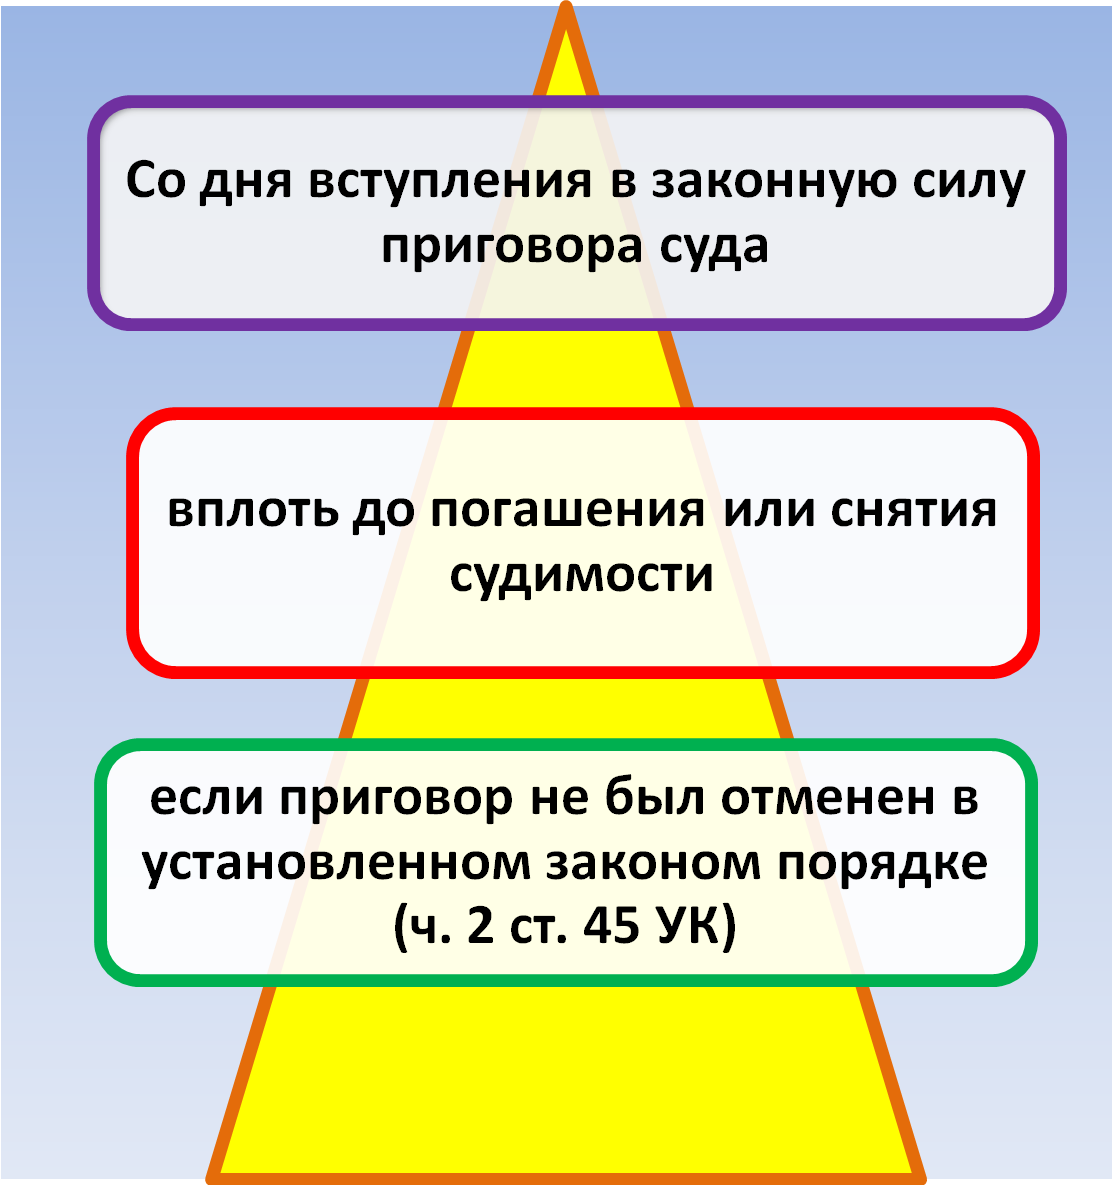 Со дня вступления в законную силу
приговора суда
вплоть до погашения или снятия
судимости
если приговор не был отменен в
установленном законом порядке
(ч. 2 ст. 45 УК)